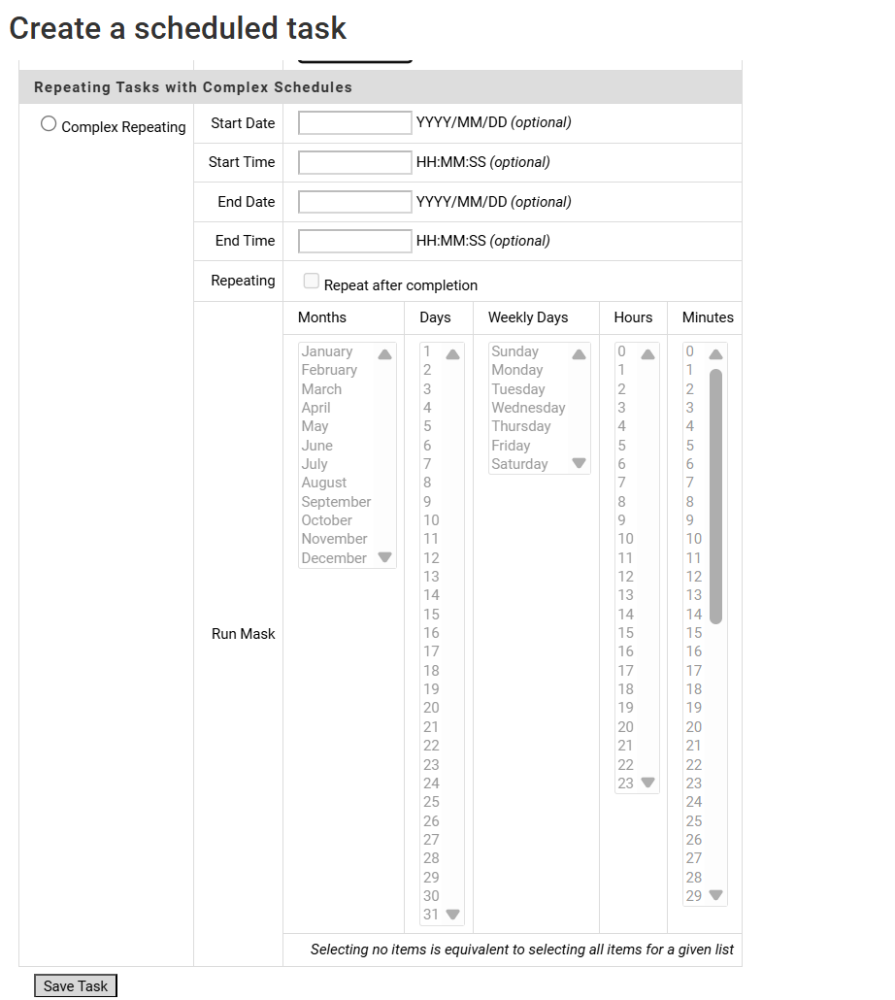 Create a scheduled task
Repeating Tasks with Complex Schedules
Complex Repeating
Start Date YYYY/MM/DD (optional)
Start Time HH:MM:SS (optional)
End Date YYYY/MM/DD (optional)
End Time HH:MM:SS (optional)
Repeating Repeat after completion
Run Mask
Months Days Weekly Days Hours Minutes
January 1 Sunday 0 0
February 2 Monday 1 1
March 3 Tuesday 2 2
April 4 Wednesday 3 3
May 5 Thursday 4 4
June 6 Friday 5 5
July 7 Saturday 6 6
August 8 7 7
September 9 8 8
October 10 9 9
November 11 10 10
December 12 11 11
13 12 12
14 13 13
15 14 14
16 15 15
17 16 16
18 17 17
19 18 18
20 19 19
21 20 20
22 21 21
23 22 22
24 23 23
25 24
26 25
27 26
28 27
29 28
30 29
31
Selecting no items is equivalent to selecting all items for a given list
Save Task